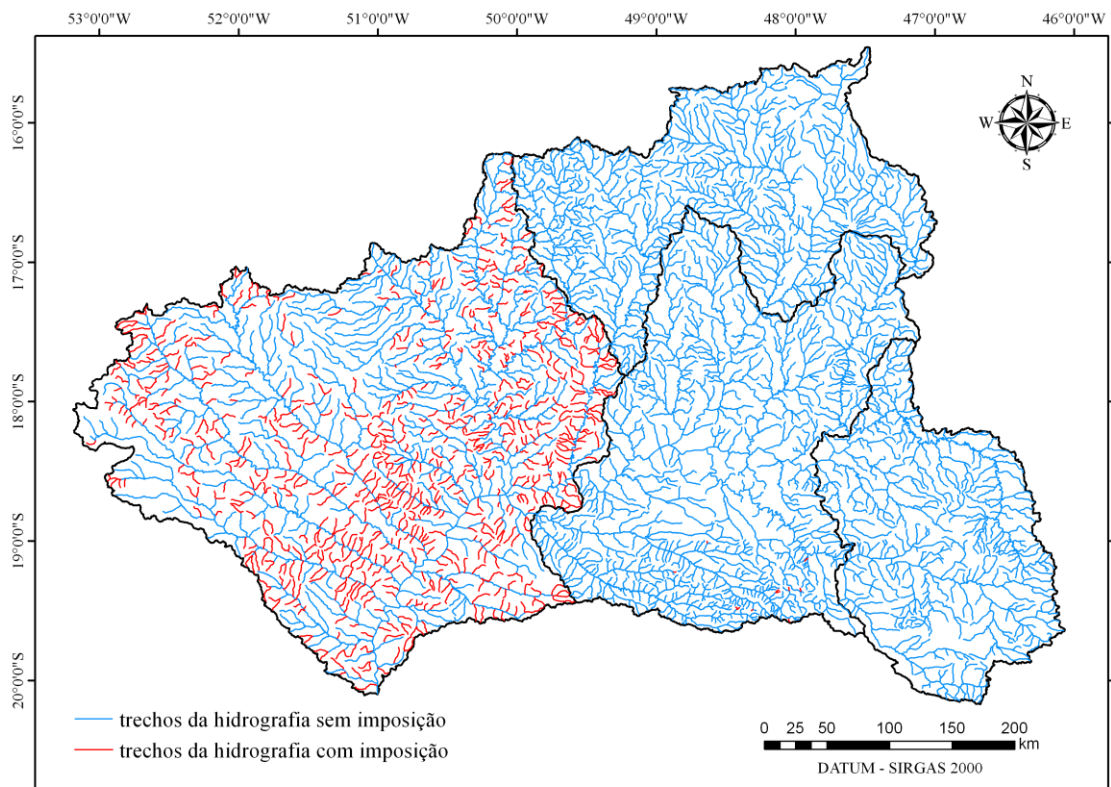 53°0'0"W 52°0'0"W 51°0'0"W 50°0'0"W 49°0'0"W 48°0'0"W 47°0'0"W 46°0'0"W
16°0'0"S
17°0'0"S
18°0'0"S
19°0'0"S
20°0'0"S
N
W E
S
trechos da hidrografia sem imposição
trechos da hidrografia com imposição
0 25 50 100 150 200
km
DATUM - SIRGAS 2000